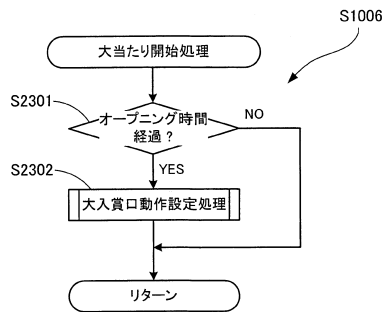 S1006
大当たり開始処理
S2301
オープニング時間
経過?
NO
YES
S2302
大入賞口動作設定処理
リターン